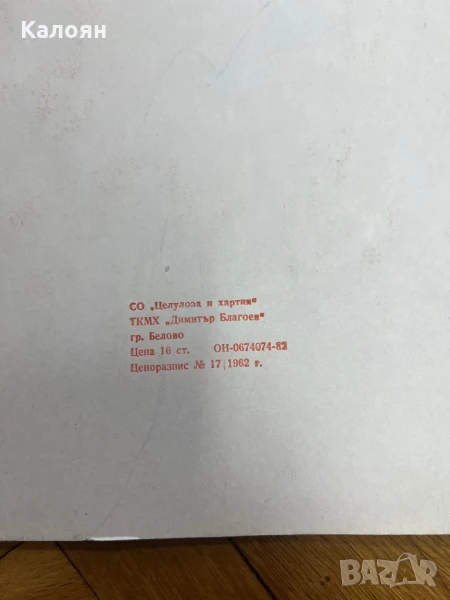 Калоян
СО „Целулоза и хартия“
ТКМХ „Димитър Благоев“
гр. Белово
Цена 16 ст. ОН-0674074-82
Ценоразпис № 17|1962 г.
BAZAR